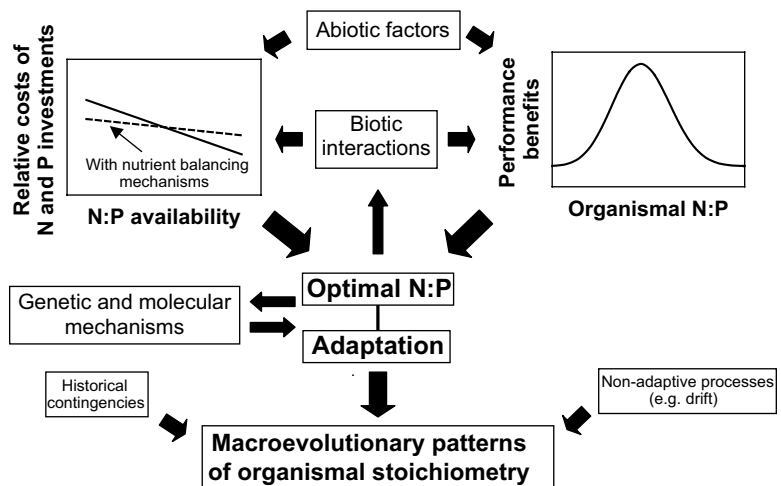 Abiotic factors
Relative costs of
N and P investments
With nutrient balancing
mechanisms
N:P availability
Biotic
interactions
Performance
benefits
Organismal N:P
Optimal N:P
Genetic and molecular
mechanisms
Adaptation
Historical
contingencies
Non-adaptive processes
(e.g. drift)
Macroevolutionary patterns
of organismal stoichiometry